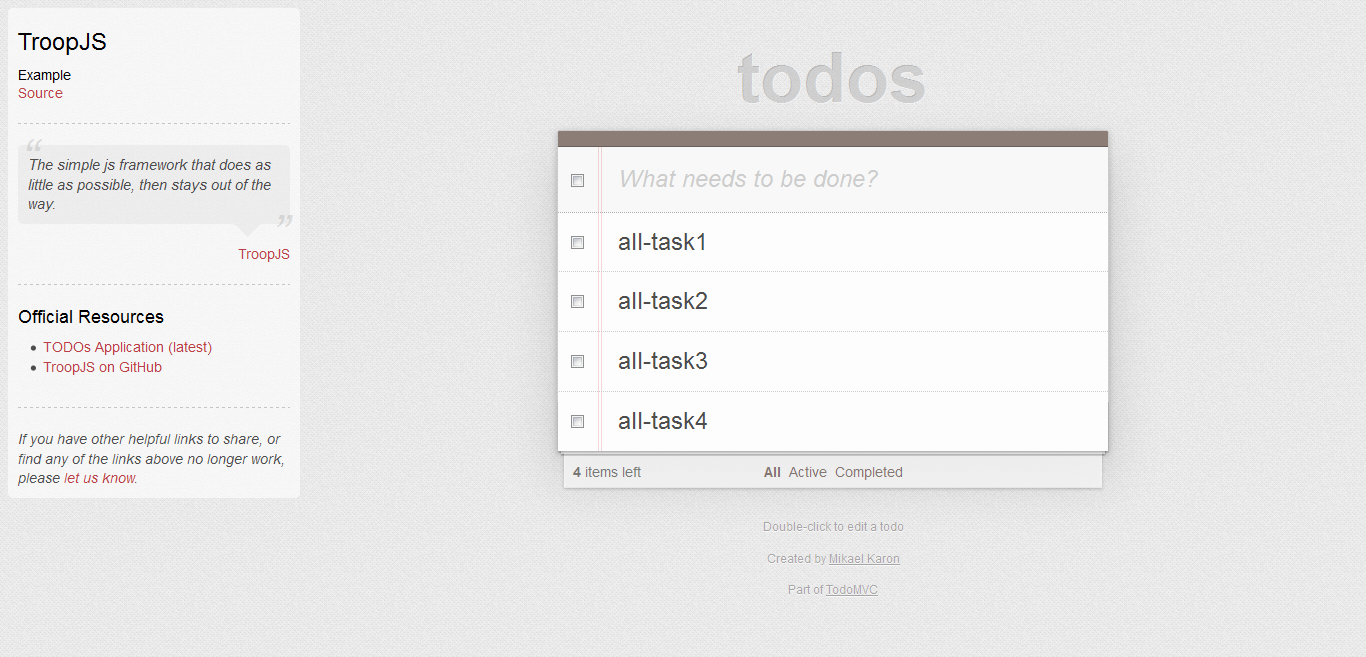 TroopJS
Example
Source
“
The simple js framework that does as
little as possible, then stays out of the
way.
”
TroopJS
Official Resources
• TODOs Application (latest)
• TroopJS on GitHub
If you have other helpful links to share, or
find any of the links above no longer work,
please let us know.
todos
What needs to be done?
all-task1
all-task2
all-task3
all-task4
4 items left All Active Completed
Double-click to edit a todo
Created by Mikael Karon
Part of TodoMVC